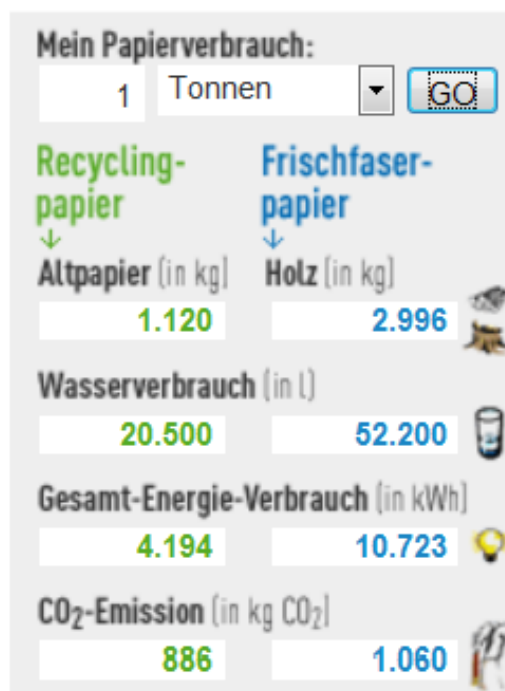 Mein Papierverbrauch:
1 Tonnen GO
Recycling- Frischfaser-
papier papier
Altpapier (in kg) Holz (in kg)
1.120 2.996
Wasserverbrauch (in l)
20.500 52.200
Gesamt-Energie-Verbrauch (in kWh)
4.194 10.723
CO₂-Emission (in kg CO₂)
886 1.060